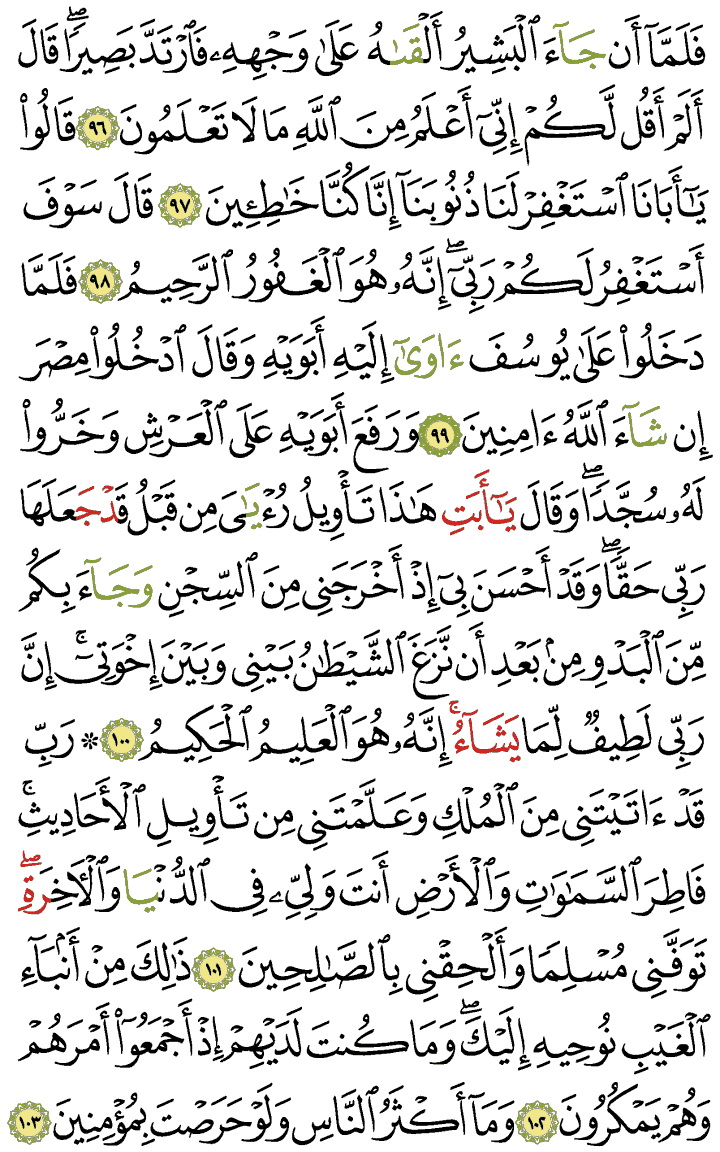 فَلَمَّآ أَن جَآءَ ٱلْبَشِيرُ أَلْقَىٰهُ عَلَىٰ وَجْهِهِۦ فَٱرْتَدَّ بَصِيرًاۖ قَالَ
أَلَمْ أَقُل لَّكُمْ إِنِّىٓ أَعْلَمُ مِنَ ٱللَّهِ مَا لَا تَعْلَمُونَ ٩٦ قَالُوا۟
يَـٰٓأَبَانَا ٱسْتَغْفِرْ لَنَا ذُنُوبَنَآ إِنَّا كُنَّا خَـٰطِـِٔينَ ٩٧ قَالَ سَوْفَ
أَسْتَغْفِرُ لَكُمْ رَبِّىٓۖ إِنَّهُۥ هُوَ ٱلْغَفُورُ ٱلرَّحِيمُ ٩٨ فَلَمَّا
دَخَلُوا۟ عَلَىٰ يُوسُفَ ءَاوَىٰٓ إِلَيْهِ أَبَوَيْهِ وَقَالَ ٱدْخُلُوا۟ مِصْرَ
إِن شَآءَ ٱللَّهُ ءَامِنِينَ ٩٩ وَرَفَعَ أَبَوَيْهِ عَلَى ٱلْعَرْشِ وَخَرُّوا۟
لَهُۥ سُجَّدًاۖ وَقَالَ يَـٰٓأَبَتِ هَـٰذَا تَأْوِيلُ رُءْيَـٰىَ مِن قَبْلُ قَدْ جَعَلَهَا
رَبِّى حَقًّاۖ وَقَدْ أَحْسَنَ بِىٓ إِذْ أَخْرَجَنِى مِنَ ٱلسِّجْنِ وَجَآءَ بِكُم
مِّنَ ٱلْبَدْوِ مِنۢ بَعْدِ أَن نَّزَغَ ٱلشَّيْطَـٰنُ بَيْنِى وَبَيْنَ إِخْوَتِىٓۚ إِنَّ
رَبِّى لَطِيفٌ لِّمَا يَشَآءُۚ إِنَّهُۥ هُوَ ٱلْعَلِيمُ ٱلْحَكِيمُ ١٠٠ * رَبِّ
قَدْ ءَاتَيْتَنِى مِنَ ٱلْمُلْكِ وَعَلَّمْتَنِى مِن تَأْوِيلِ ٱلْأَحَادِيثِۚ
فَاطِرَ ٱلسَّمَـٰوَٰتِ وَٱلْأَرْضِ أَنتَ وَلِىِّۦ فِى ٱلدُّنْيَا وَٱلْـَٔاخِرَةِۖ
تَوَفَّنِى مُسْلِمًا وَأَلْحِقْنِى بِٱلصَّـٰلِحِينَ ١٠١ ذَٰلِكَ مِنْ أَنۢبَآءِ
ٱلْغَيْبِ نُوحِيهِ إِلَيْكَۖ وَمَا كُنتَ لَدَيْهِمْ إِذْ أَجْمَعُوٓا۟ أَمْرَهُمْ
وَهُمْ يَمْكُرُونَ ١٠٢ وَمَآ أَكْثَرُ ٱلنَّاسِ وَلَوْ حَرَصْتَ بِمُؤْمِنِينَ ١٠٣